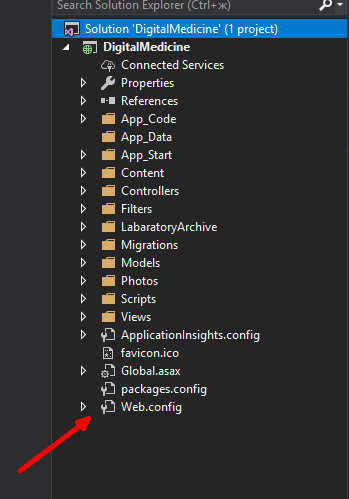 Search Solution Explorer (Ctrl+ж)
Solution 'DigitalMedicine' (1 project)
DigitalMedicine
Connected Services
Properties
References
App_Code
App_Data
App_Start
Content
Controllers
Filters
LabaratoryArchive
Migrations
Models
Photos
Scripts
Views
ApplicationInsights.config
favicon.ico
Global.asax
packages.config
Web.config